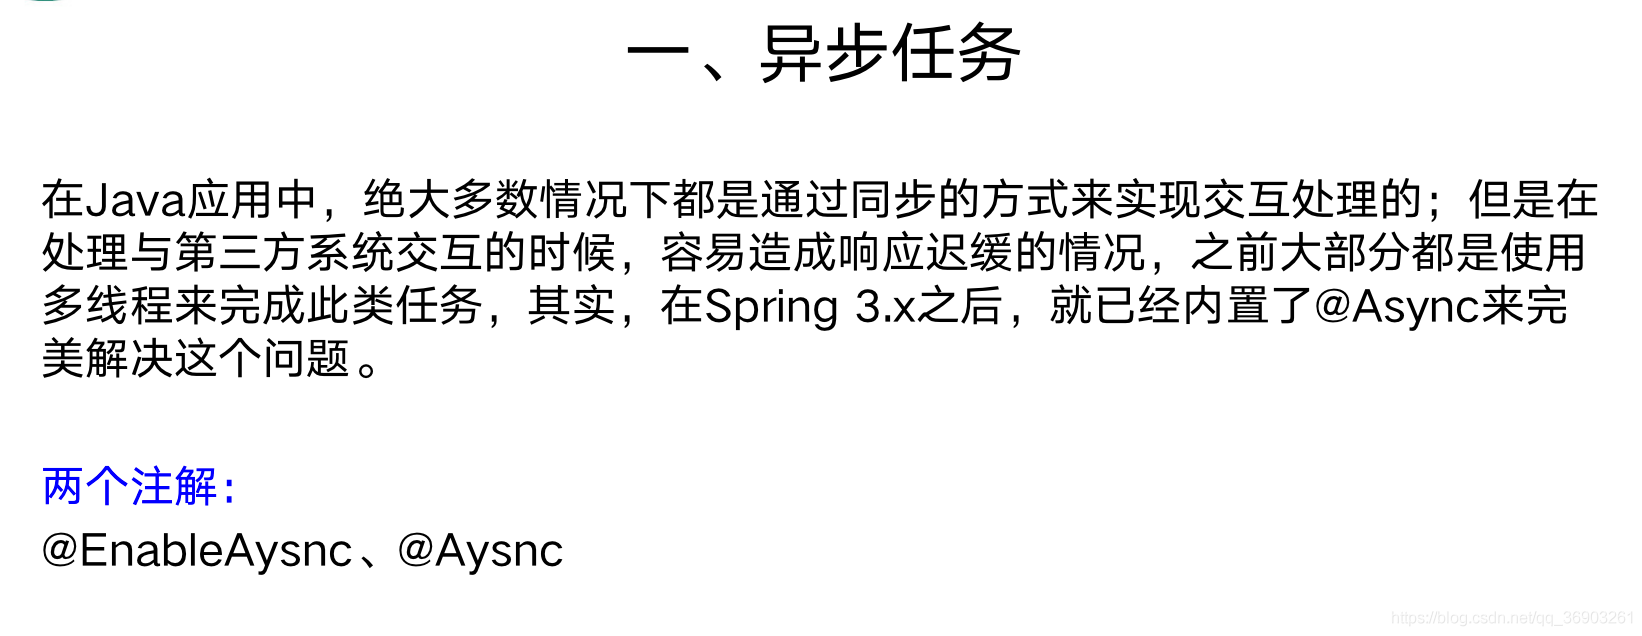 一、异步任务
在Java应用中，绝大多数情况下都是通过同步的方式来实现交互处理的；但是在
处理与第三方系统交互的时候，容易造成响应迟缓的情况，之前大部分都是使用
多线程来完成此类任务，其实，在Spring 3.x之后，就已经内置了@Async来完
美解决这个问题。
两个注解：
@EnableAysnc、@Aysnc
https://blog.csdn.net/qq_36903261